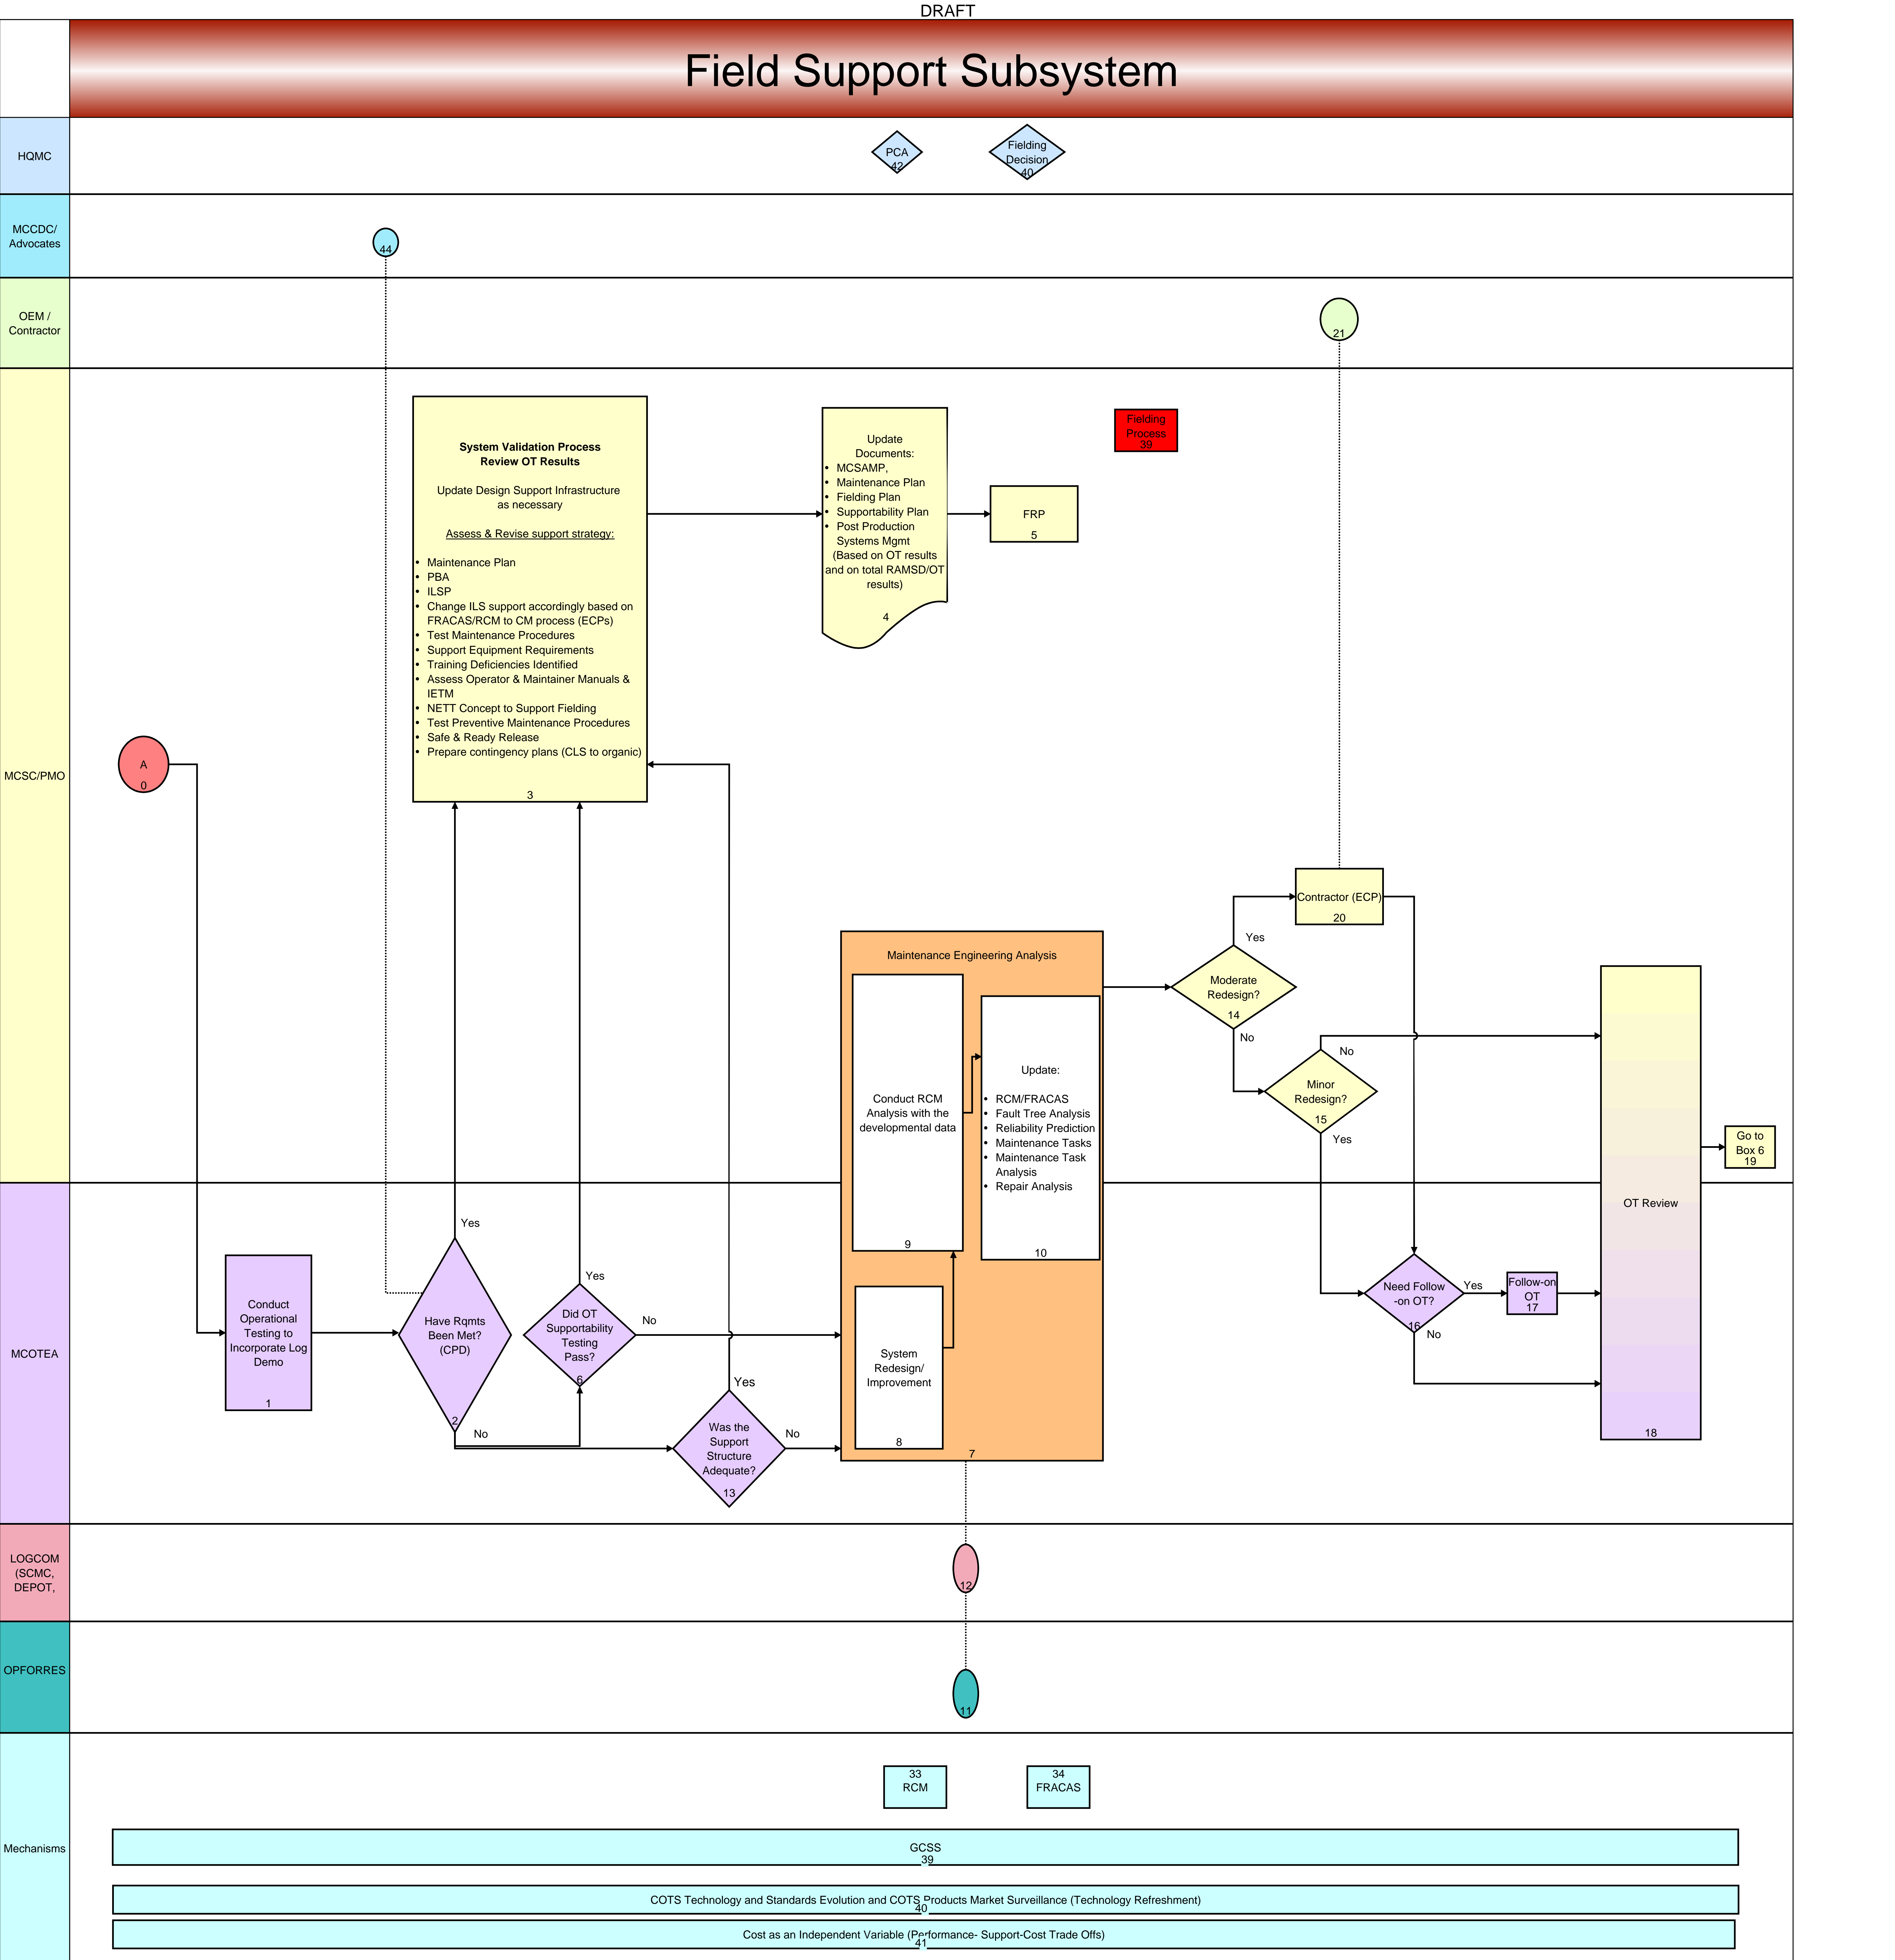 DRAFT
Field Support Subsystem
HQMC
PCA
42
Fielding
Decision
40
MCCDC/
Advocates
44
OEM /
Contractor
21
MCSC/PMO
System Validation Process
Review OT Results
Update Design Support Infrastructure
as necessary
Assess & Revise support strategy:
• Maintenance Plan
• PBA
• ILSP
• Change ILS support accordingly based on
FRACAS/RCM to CM process (ECPs)
• Test Maintenance Procedures
• Support Equipment Requirements
• Training Deficiencies Identified
• Assess Operator & Maintainer Manuals &
IETM
• NETT Concept to Support Fielding
• Test Preventive Maintenance Procedures
• Safe & Ready Release
• Prepare contingency plans (CLS to organic)
3
Update
Documents:
• MCSAMP,
• Maintenance Plan
• Fielding Plan
• Supportability Plan
• Post Production
Systems Mgmt
(Based on OT results
and on total RAMSD/OT
results)
4
FRP
5
Fielding
Process
39
A
0
Contractor (ECP)
20
Yes
Moderate
Redesign?
14
No
No
Minor
Redesign?
15
Yes
Maintenance Engineering Analysis
Conduct RCM
Analysis with the
developmental data
9
Update:
• RCM/FRACAS
• Fault Tree Analysis
• Reliability Prediction
• Maintenance Tasks
• Maintenance Task
Analysis
• Repair Analysis
10
System
Redesign/
Improvement
8
7
Go to
Box 6
19
OT Review
18
MCOTEA
Conduct
Operational
Testing to
Incorporate Log
Demo
1
Yes
Have Rqmts
Been Met?
(CPD)
2
No
Yes
Did OT
Supportability
Testing
Pass?
6
No
Yes
Was the
Support
Structure
Adequate?
13
No
Need Follow
-on OT?
16
Yes
No
Follow-on
OT
17
LOGCOM
(SCMC,
DEPOT,
12
OPFORRES
11
Mechanisms
33
RCM
34
FRACAS
GCSS
39
COTS Technology and Standards Evolution and COTS Products Market Surveillance (Technology Refreshment)
40
Cost as an Independent Variable (Performance- Support-Cost Trade Offs)
41